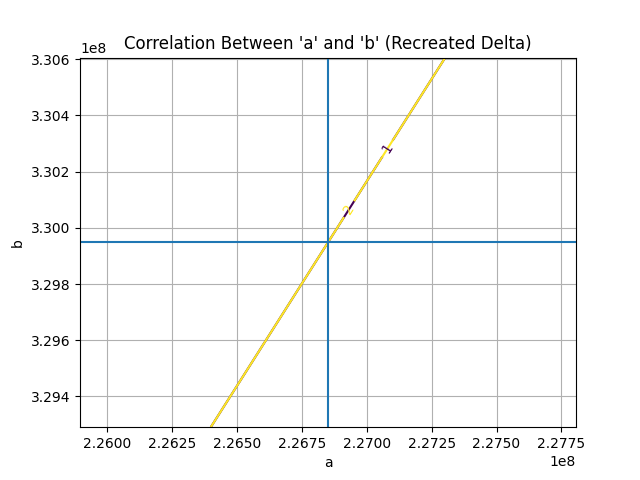 Correlation Between 'a' and 'b' (Recreated Delta)
1e8
3.306
3.304
3.302
3.300
3.298
3.296
3.294
b
1
2
2.2600 2.2625 2.2650 2.2675 2.2700 2.2725 2.2750 2.2775
a
1e8